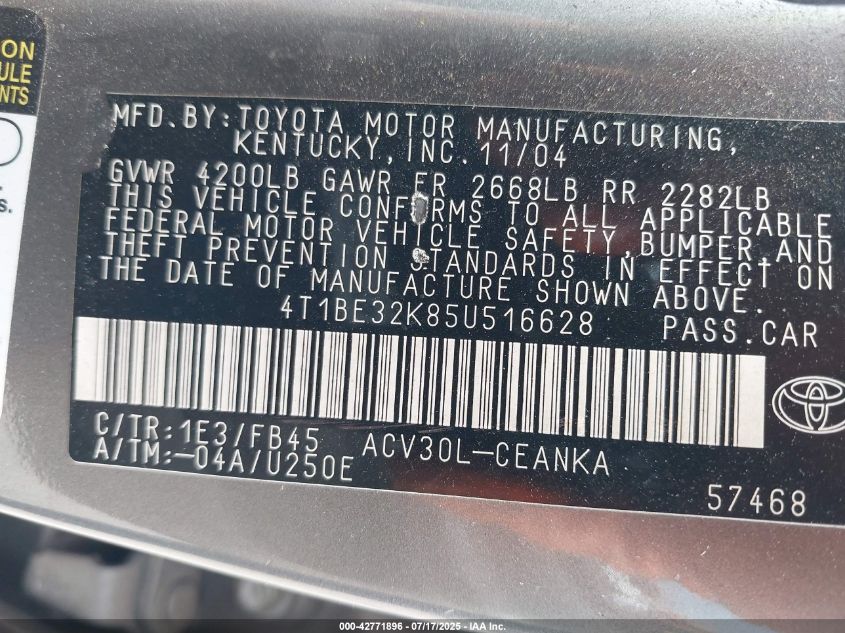 ON
ULE
NTS
s.
MFD. BY: TOYOTA MOTOR MANUFACTURING,
KENTUCKY, INC. 11/04
GVWR 4200LB GAWR FR 2668LB RR 2282LB
THIS VEHICLE CONFORMS TO ALL APPLICABLE
FEDERAL MOTOR VEHICLE SAFETY, BUMPER, AND
THEFT PREVENTION STANDARDS IN EFFECT ON
THE DATE OF MANUFACTURE SHOWN ABOVE.
4T1BE32K85U516628 PASS.CAR
C/TR: 1E3/FB45 ACV30L-CEANKA
A/TM:-04A/U250E
57468
000-42771896 - 07/17/2025 - IAA Inc.